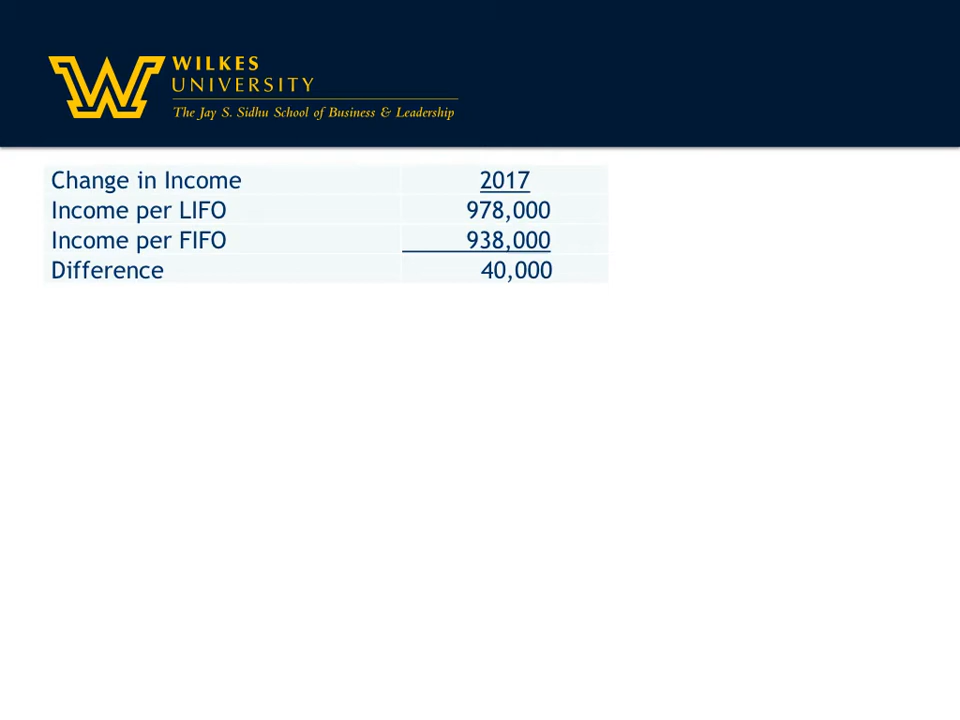 WILKES
UNIVERSITY
The Jay S. Sidhu School of Business & Leadership
Change in Income 2017
Income per LIFO 978,000
Income per FIFO 938,000
Difference 40,000